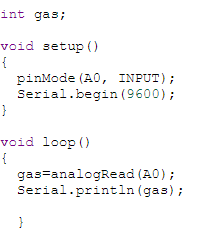 int gas;

void setup()
{
  pinMode(A0, INPUT);
  Serial.begin(9600);
}

void loop()
{
  gas=analogRead(A0);
  Serial.println(gas);

  }